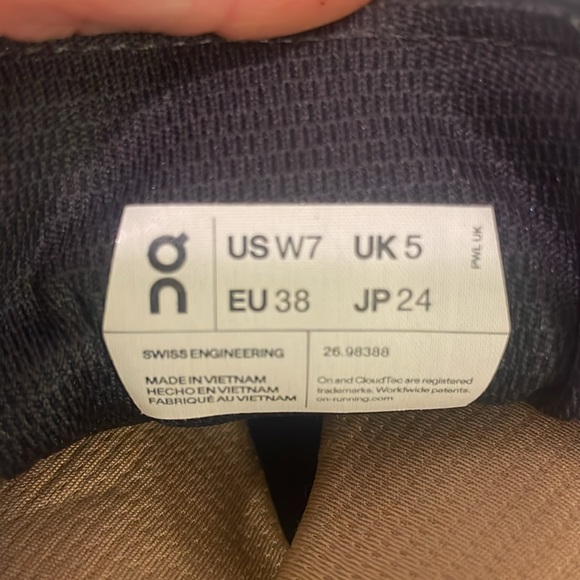 on
US W7 UK 5
EU 38 JP 24
PWL UK
SWISS ENGINEERING
MADE IN VIETNAM
HECHO EN VIETNAM
FABRIQUÉ AU VIETNAM
26.98388
On and CloudTec are registered
trademarks. Worldwide patents.
on-running.com